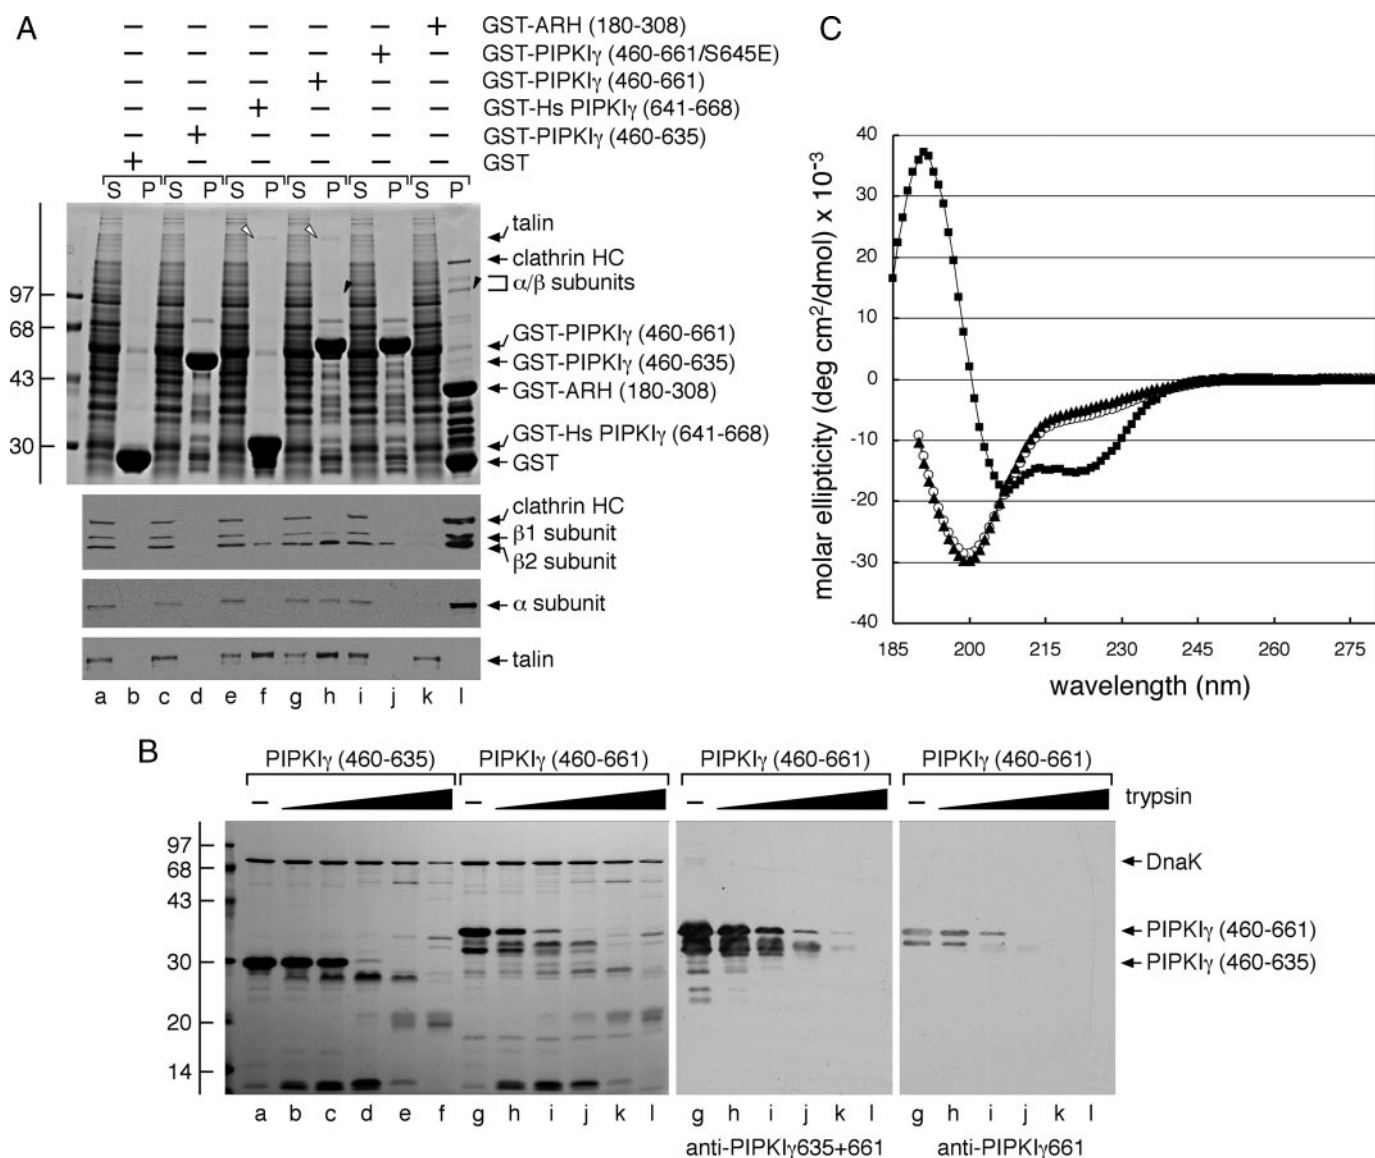 A
− − − − − + GST-ARH (180-308)
− − − − + − GST-PIPKIγ (460-661/S645E)
− − − + − − GST-PIPKIγ (460-661)
− − + − − − GST-Hs PIPKIγ (641-668)
− + − − − − GST-PIPKIγ (460-635)
+ − − − − − GST
S P S P S P S P S P S P
talin
clathrin HC
α/β subunits
GST-PIPKIγ (460-661)
GST-PIPKIγ (460-635)
GST-ARH (180-308)
GST-Hs PIPKIγ (641-668)
GST
97
68
43
30
clathrin HC
β1 subunit
β2 subunit
α subunit
talin
a b c d e f g h i j k l
C
molar ellipticity (deg cm²/dmol) x 10⁻³
40
30
20
10
0
-10
-20
-30
-40
185 200 215 230 245 260 275
wavelength (nm)
B
PIPKIγ (460-635) PIPKIγ (460-661) PIPKIγ (460-661) PIPKIγ (460-661)
− − − − trypsin
97
68
43
30
20
14
DnaK
PIPKIγ (460-661)
PIPKIγ (460-635)
a b c d e f g h i j k l g h i j k l g h i j k l
anti-PIPKIγ635+661 anti-PIPKIγ661